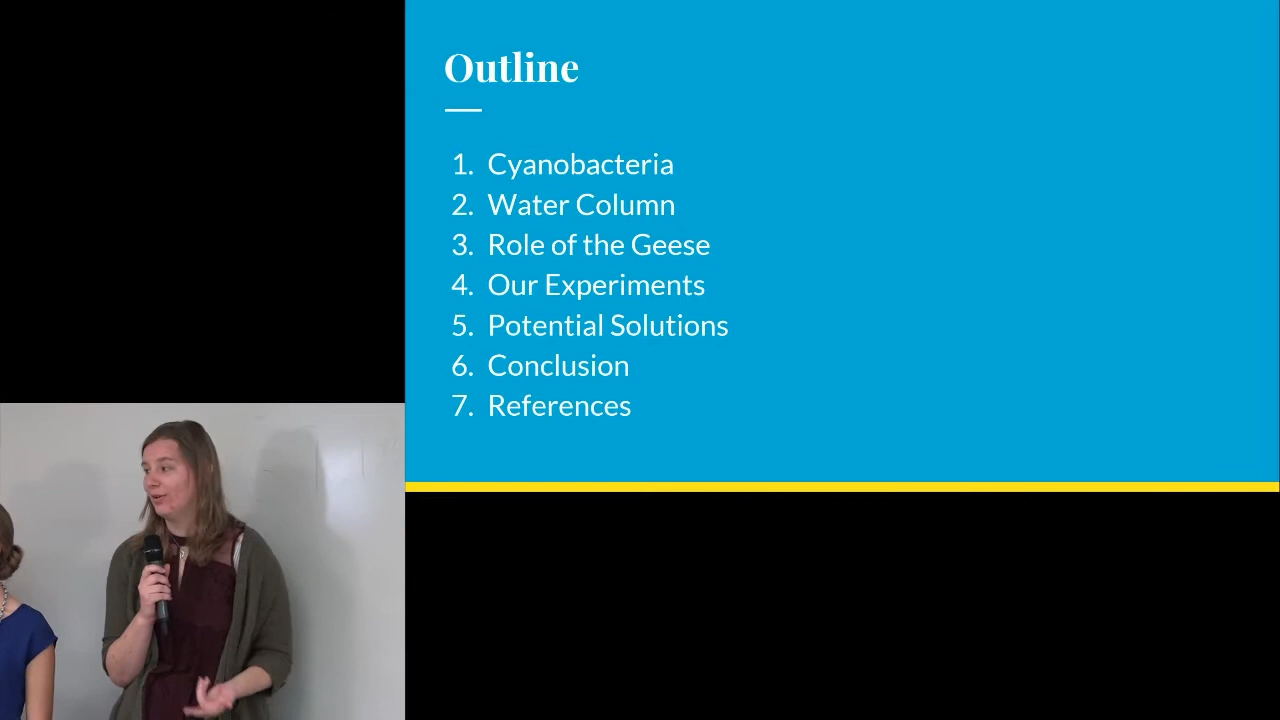 Outline
1. Cyanobacteria
2. Water Column
3. Role of the Geese
4. Our Experiments
5. Potential Solutions
6. Conclusion
7. References